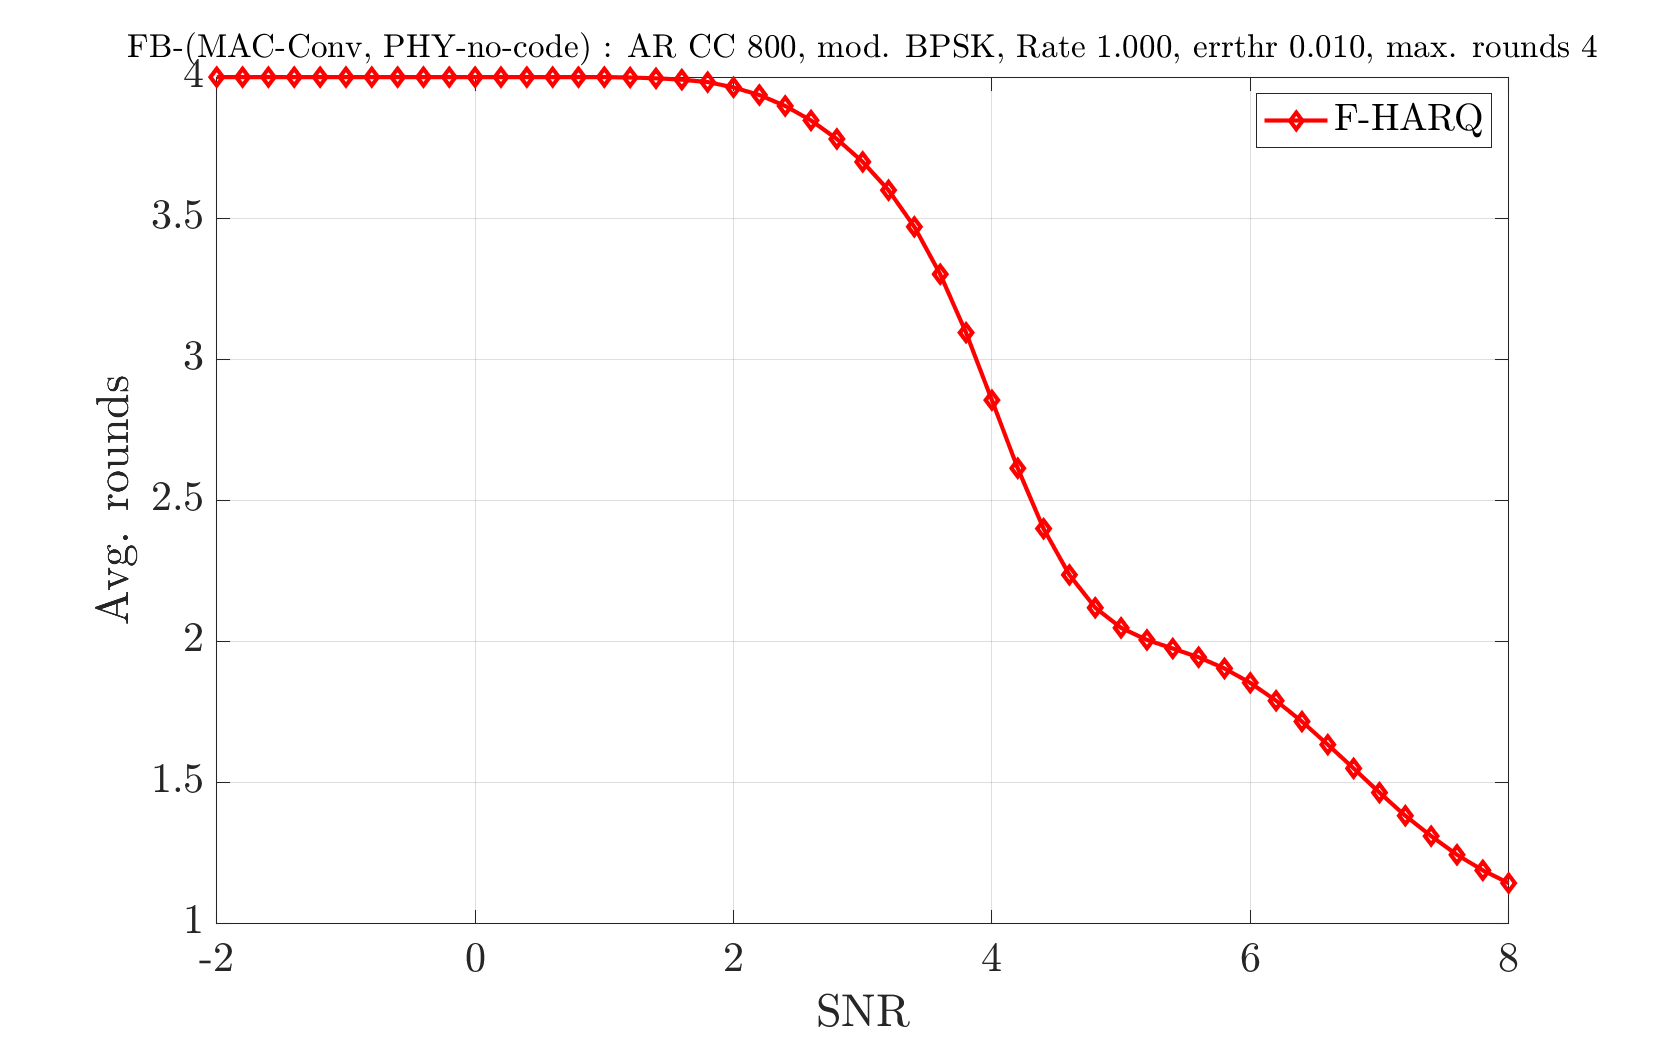 FB-(MAC-Conv, PHY-no-code) : AR CC 800, mod. BPSK, Rate 1.000, errthr 0.010, max. rounds 4
F-HARQ
4
3.5
3
2.5
2
1.5
1
Avg. rounds
-2 0 2 4 6 8
SNR